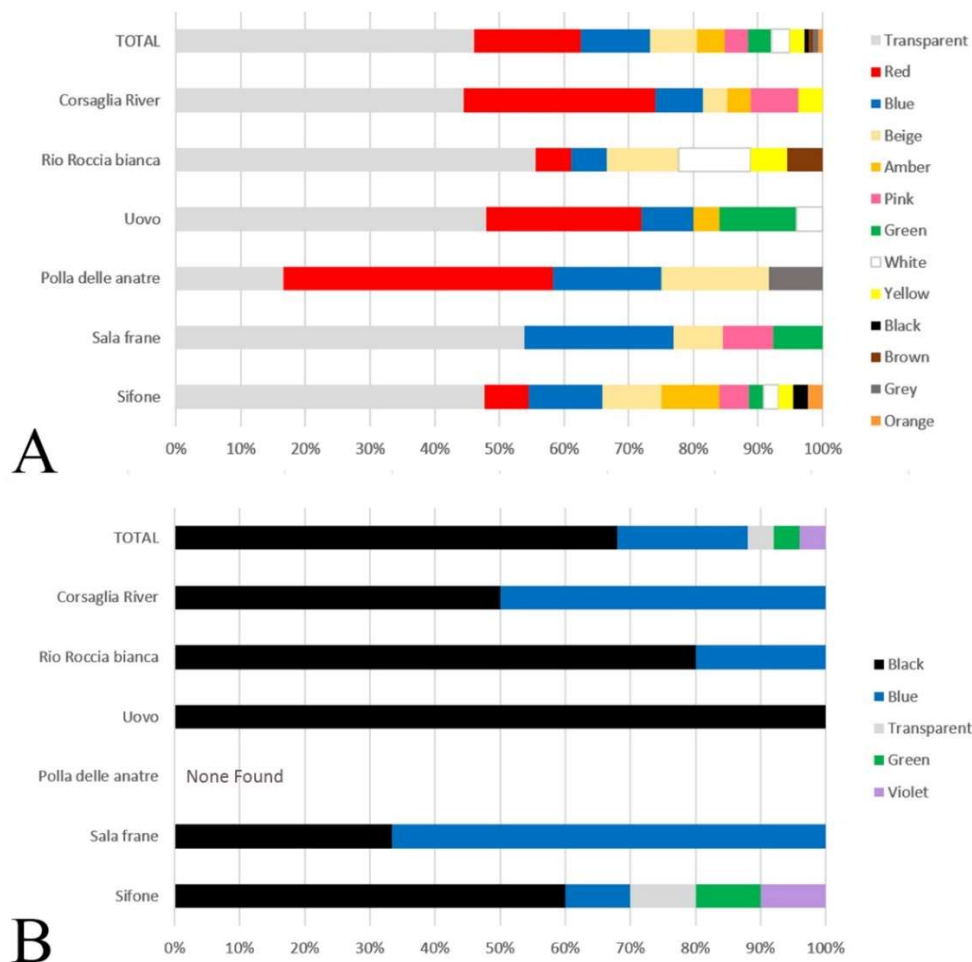 TOTAL
Corsaglia River
Rio Roccia bianca
Uovo
Polla delle anatre
Sala frane
Sifone
0% 10% 20% 30% 40% 50% 60% 70% 80% 90% 100%
Transparent
Red
Blue
Beige
Amber
Pink
Green
White
Yellow
Black
Brown
Grey
Orange
A
TOTAL
Corsaglia River
Rio Roccia bianca
Uovo
Polla delle anatre
None Found
Sala frane
Sifone
0% 10% 20% 30% 40% 50% 60% 70% 80% 90% 100%
Black
Blue
Transparent
Green
Violet
B